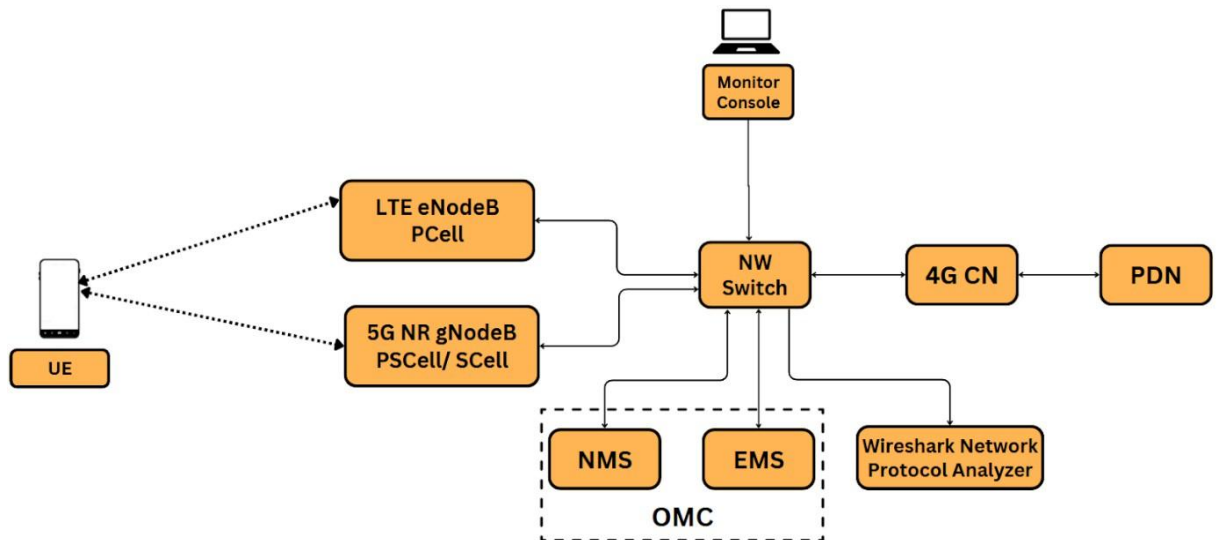 Monitor
Console
LTE eNodeB
PCell
NW
Switch
4G CN
PDN
5G NR gNodeB
PSCell/ SCell
UE
NMS
EMS
Wireshark Network
Protocol Analyzer
OMC